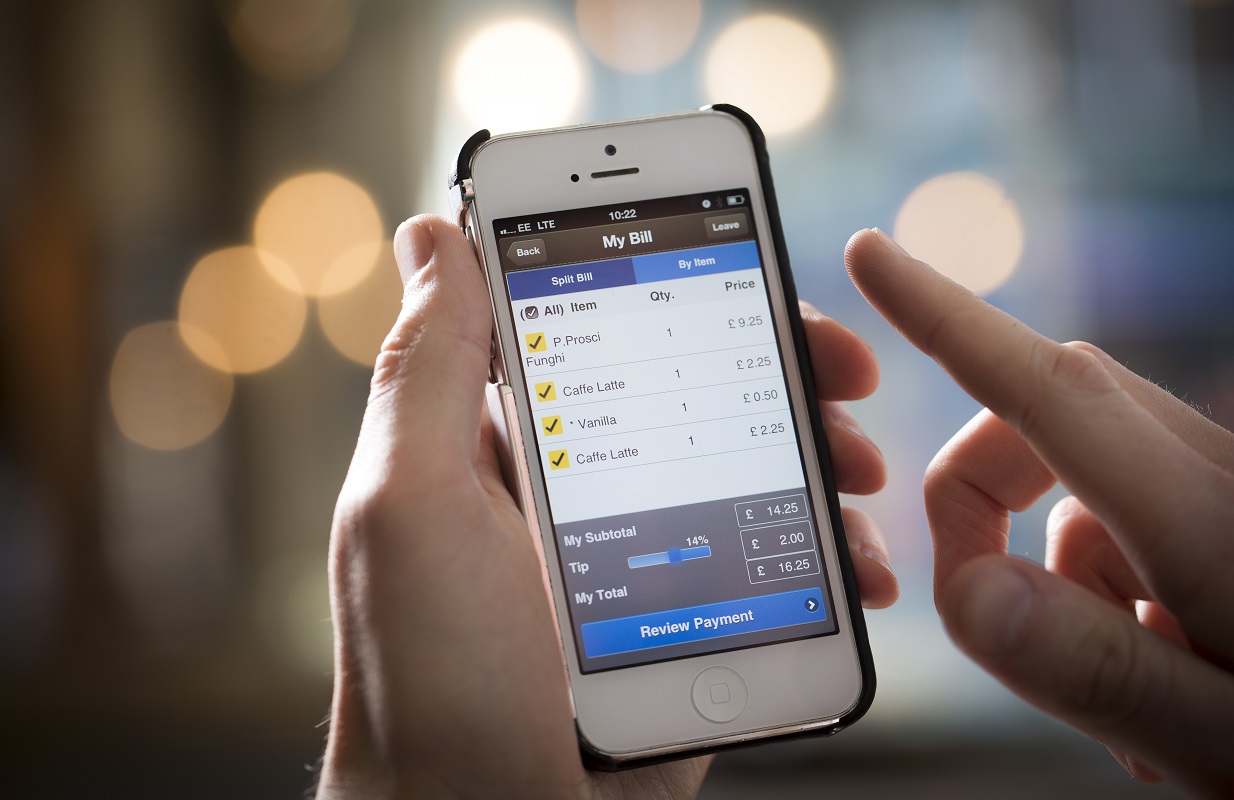 EE LTE 10:22
Back My Bill Leave
Split Bill By Item
(All) Item Qty. Price
P.Prosci 1 £ 9.25
Funghi
Caffe Latte 1 £ 2.25
* Vanilla 1 £ 0.50
Caffe Latte 1 £ 2.25
My Subtotal £ 14.25
14%
Tip £ 2.00
My Total £ 16.25
Review Payment